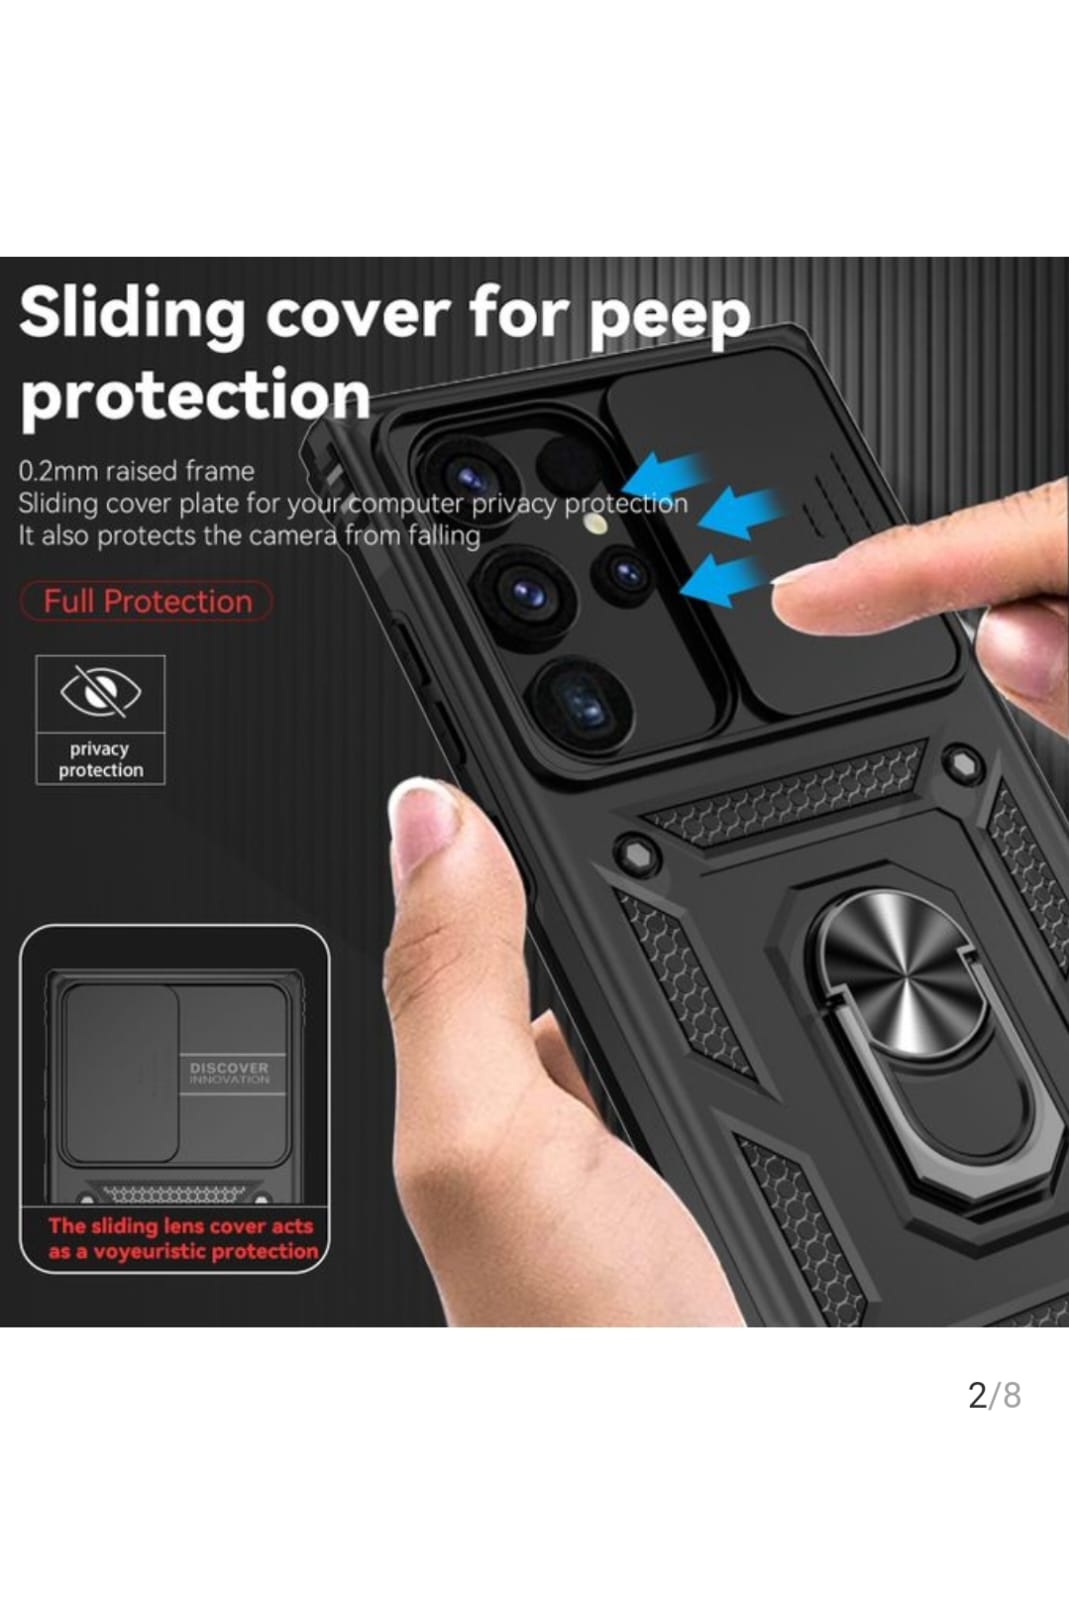 Sliding cover for peep
protection
0.2mm raised frame
Sliding cover plate for your computer privacy protection
It also protects the camera from falling
Full Protection
privacy
protection
DISCOVER
INNOVATION
The sliding lens cover acts
as a voyeuristic protection
2/8